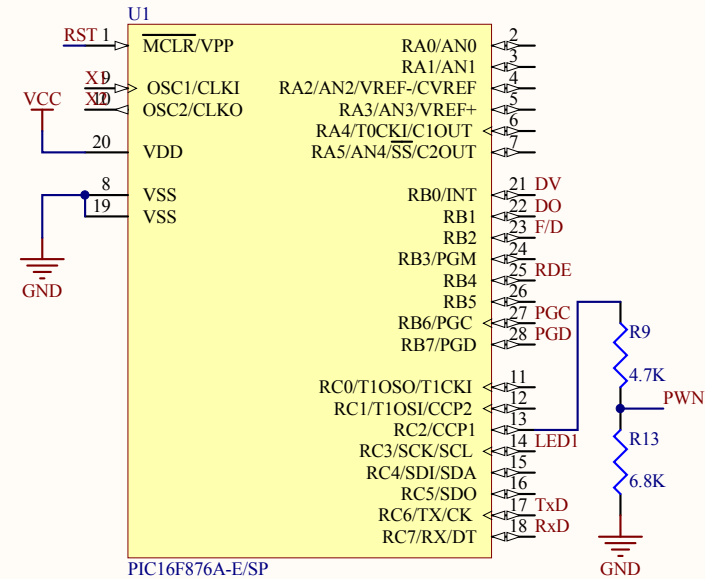 U1
RST 1 MCLR/VPP RA0/AN0 2
RA1/AN1 3
X1 9 OSC1/CLKI RA2/AN2/VREF-/CVREF 4
X2 10 OSC2/CLKO RA3/AN3/VREF+ 5
VCC
RA4/T0CKI/C1OUT 6
20 VDD RA5/AN4/SS/C2OUT 7
8 VSS RB0/INT 21 DV
19 VSS RB1 22 DO
RB2 23 F/D
RB3/PGM 24
GND
RB4 25 RDE
RB5 26
RB6/PGC 27 PGC
RB7/PGD 28 PGD
R9
4.7K
RC0/T1OSO/T1CKI 11
PWN
RC1/T1OSI/CCP2 12
RC2/CCP1 13
RC3/SCK/SCL 14 LED1
R13
RC4/SDI/SDA 15
6.8K
RC5/SDO 16
RC6/TX/CK 17 TxD
RC7/RX/DT 18 RxD
PIC16F876A-E/SP
GND